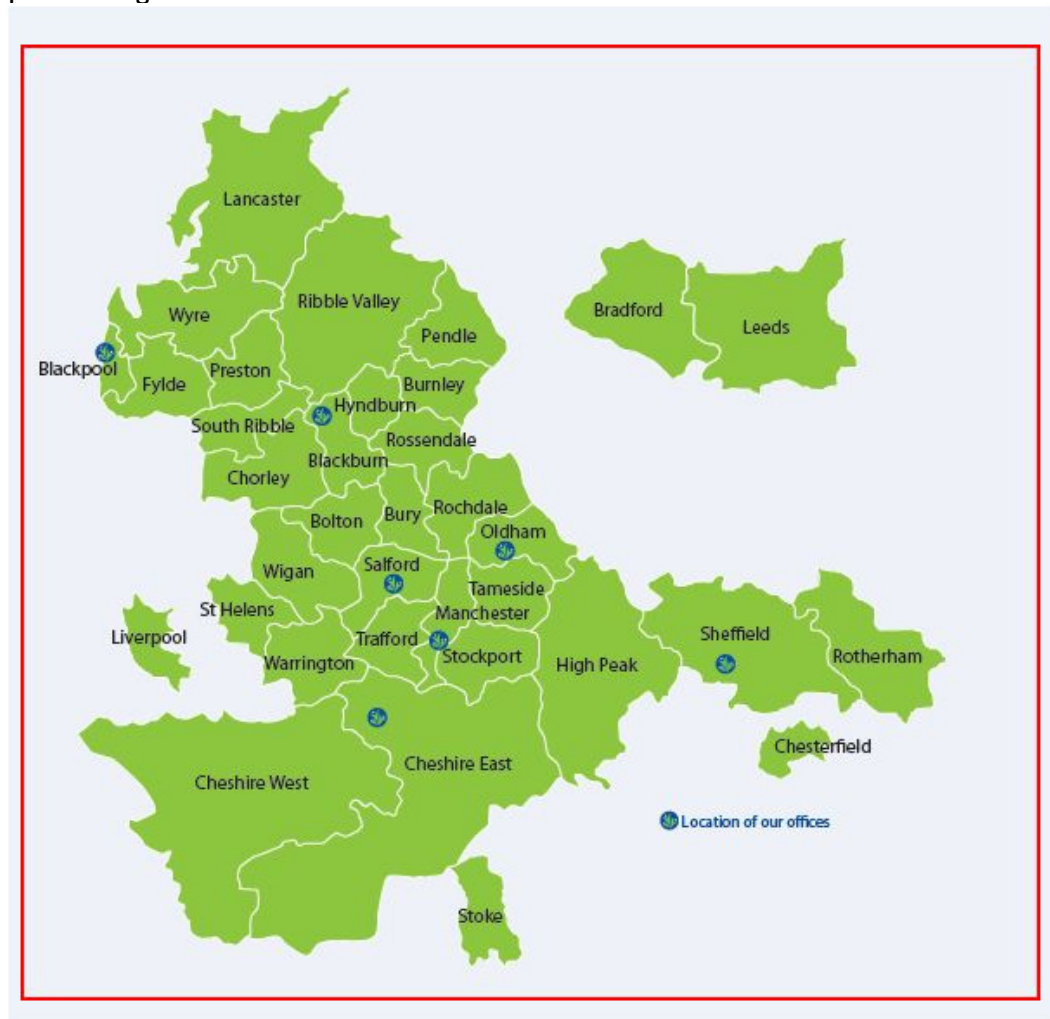 Lancaster
Ribble Valley
Wyre
Bradford
Leeds
Pendle
Blackpool
Preston
Fylde
Burnley
Hyndburn
South Ribble
Rossendale
Blackburn
Chorley
Rochdale
Bury
Bolton
Oldham
Salford
Wigan
Tameside
St Helens
Manchester
Liverpool
Trafford
Sheffield
Stockport
Rotherham
Warrington
High Peak
Chesterfield
Cheshire East
Cheshire West
Location of our offices
Stoke